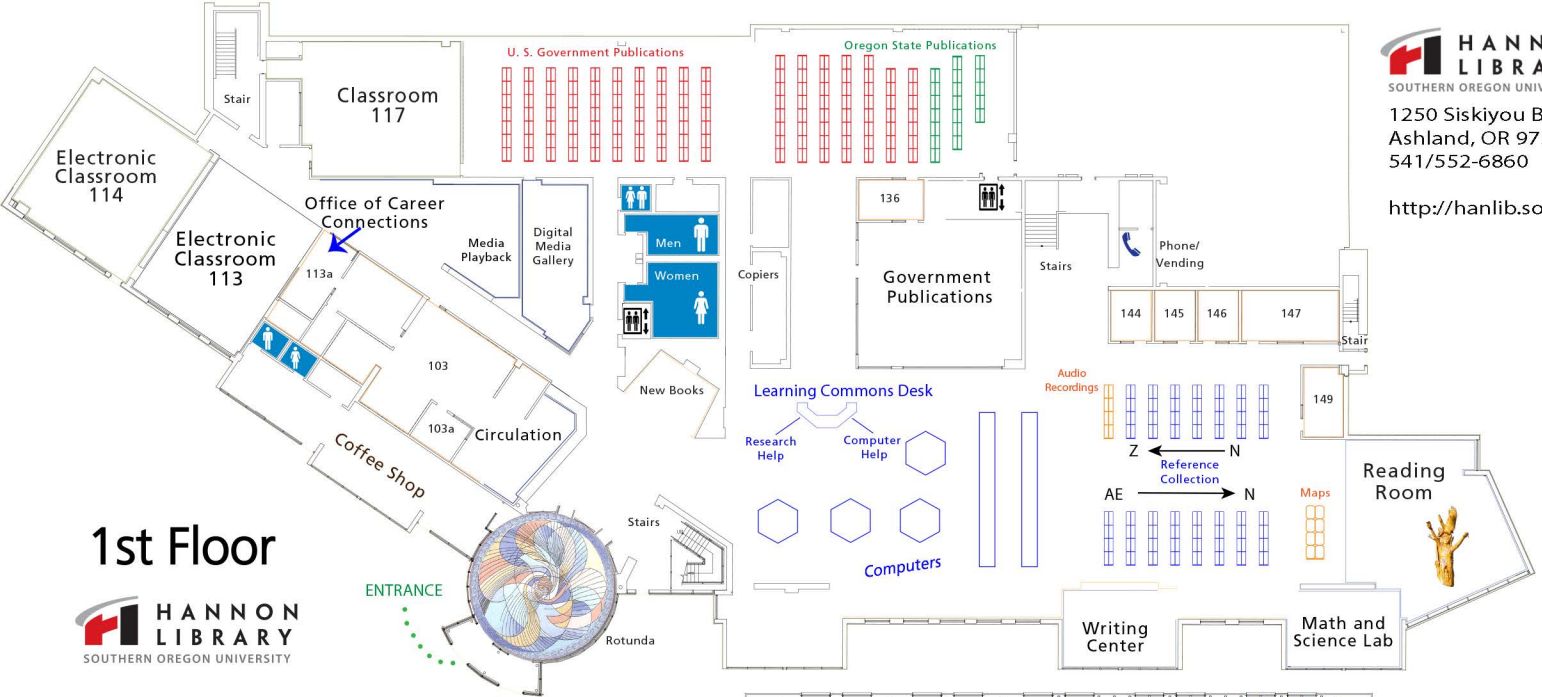 U. S. Government Publications
Oregon State Publications
Stair
Classroom
117
Electronic
Classroom
114
Electronic
Classroom
113
Office of Career
Connections
113a
Media
Playback
Digital
Media
Gallery
Men
Women
Copiers
136
Government
Publications
Stairs
Phone/
Vending
144
145
146
147
Stair
149
103
103a
Circulation
Coffee Shop
New Books
Learning Commons Desk
Research
Help
Computer
Help
Computers
Audio
Recordings
Z
N
Reference
Collection
AE
N
Maps
Reading
Room
Stairs
ENTRANCE
Rotunda
Writing
Center
Math and
Science Lab
1st Floor
HANNON
LIBRARY
SOUTHERN OREGON UNIVERSITY
HANN
LIBRA
SOUTHERN OREGON UNIV
1250 Siskiyou B
Ashland, OR 97
541/552-6860
http://hanlib.so